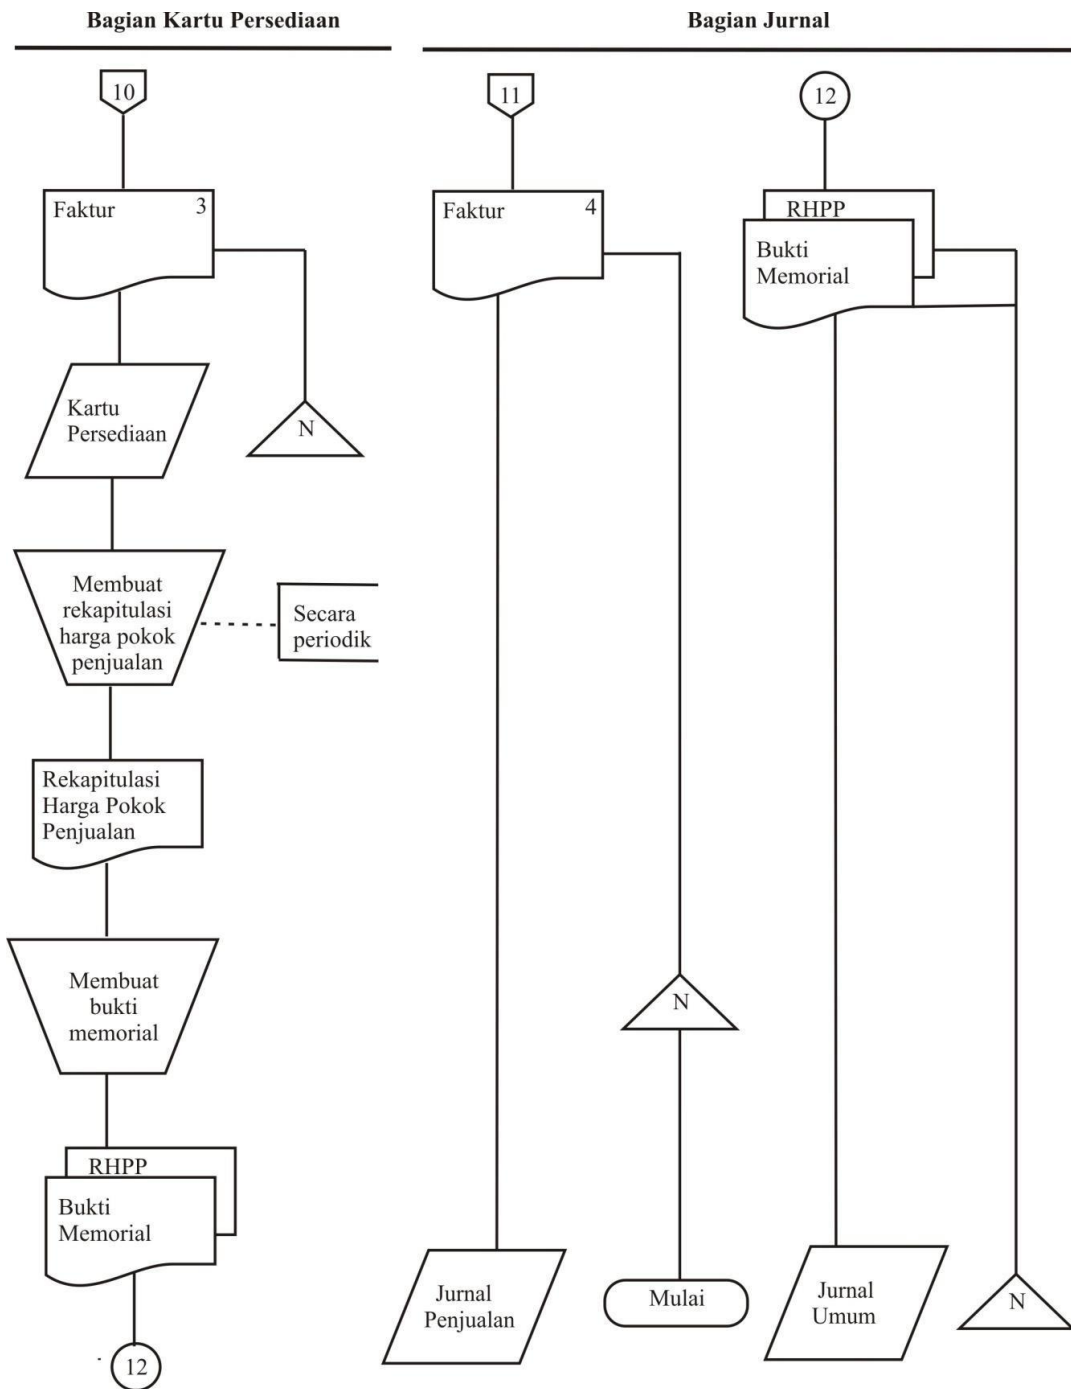 Bagian Kartu Persediaan
10
Faktur 3
Kartu
Persediaan
N
Membuat
rekapitulasi
harga pokok
penjualan
Secara
periodik
Rekapitulasi
Harga Pokok
Penjualan
Membuat
bukti
memorial
RHPP
Bukti
Memorial
12
Bagian Jurnal
11
Faktur 4
N
Jurnal
Penjualan
Mulai
12
RHPP
Bukti
Memorial
Jurnal
Umum
N